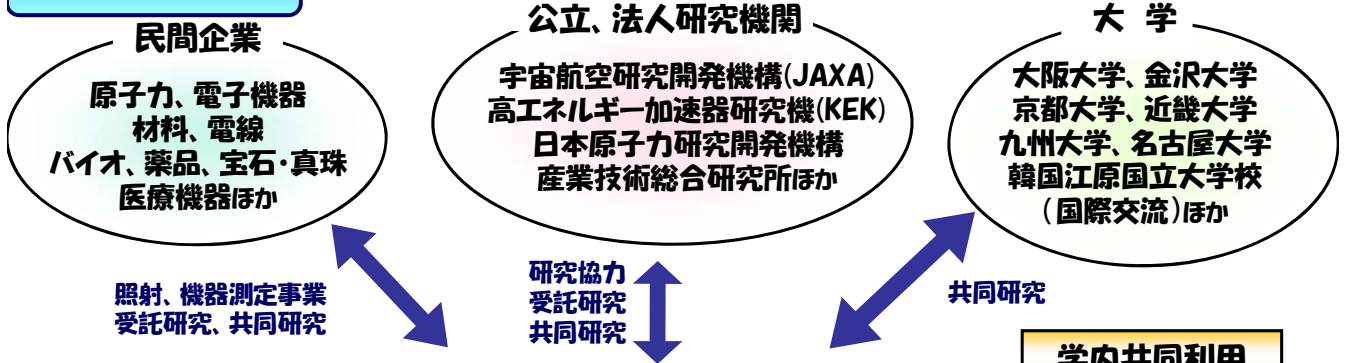 民間企業
原子力、電子機器
材料、電線
バイオ、薬品、宝石・真珠
医療機器ほか
公立、法人研究機関
宇宙航空研究開発機構(JAXA)
高エネルギー加速器研究機(KEK)
日本原子力研究開発機構
産業技術総合研究所ほか
大 学
大阪大学、金沢大学
京都大学、近畿大学
九州大学、名古屋大学
韓国江原国立大学校
(国際交流)ほか
照射、機器測定事業
受託研究、共同研究
研究協力
受託研究
共同研究
共同研究
学内共同利用